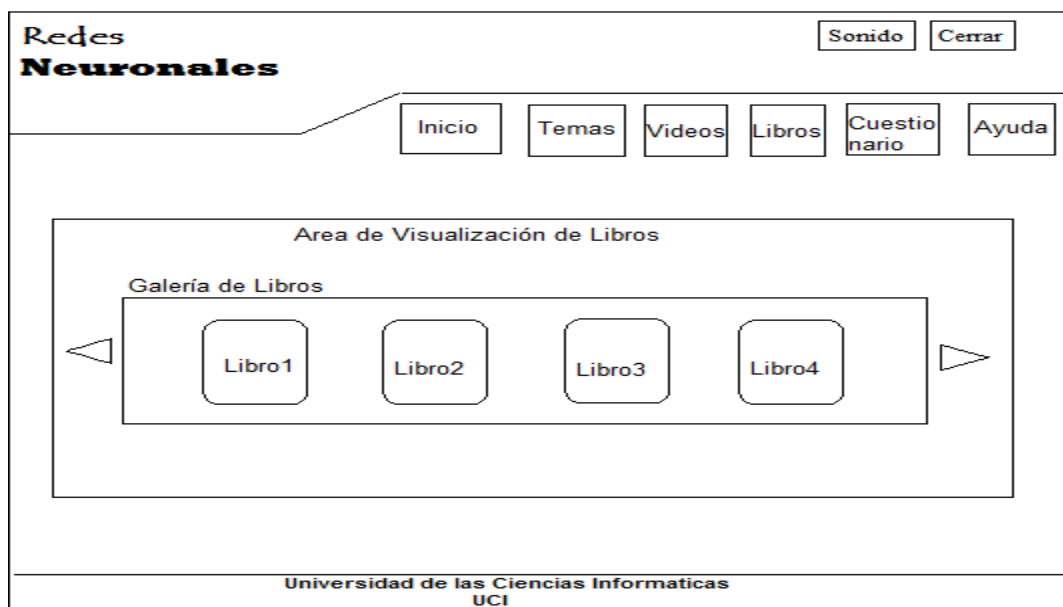 Redes
Neuronales
Sonido
Cerrar
Inicio
Temas
Videos
Libros
Cuestio
nario
Ayuda
Area de Visualización de Libros
Galería de Libros
Libro1
Libro2
Libro3
Libro4
Universidad de las Ciencias Informaticas
UCI